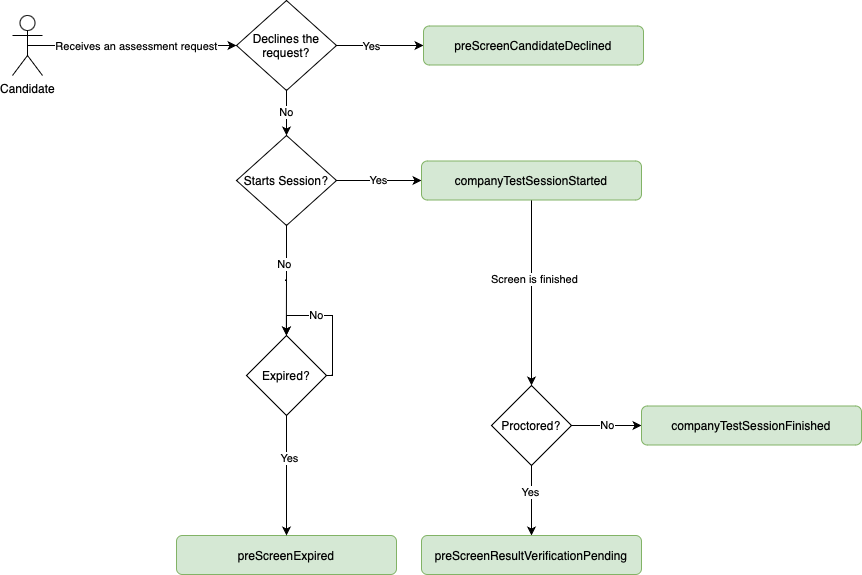 Declines the
request?
Receives an assessment request
Yes
preScreenCandidateDeclined
Candidate
No
Starts Session?
Yes
companyTestSessionStarted
No
Screen is finished
No
Expired?
Proctored?
No
companyTestSessionFinished
Yes
Yes
preScreenExpired
preScreenResultVerificationPending